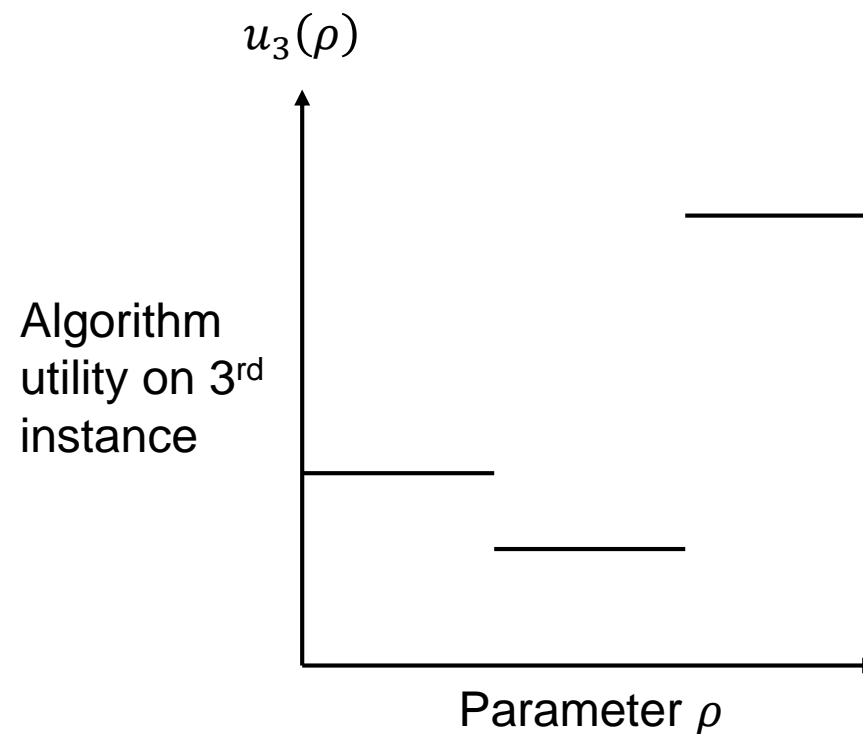 u₃(ρ)
Algorithm
utility on 3ʳᵈ
instance
Parameter ρ